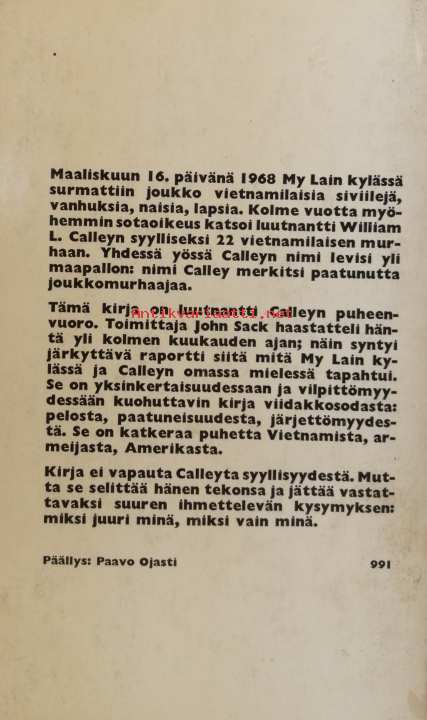 Maaliskuun 16. päivänä 1968 My Lain kylässä
surmattiin joukko vietnamilaisia siviilejä,
vanhuksia, naisia, lapsia. Kolme vuotta myö-
hemmin sotaoikeus katsoi luutnantti William
L. Calleyn syylliseksi 22 vietnamilaisen mur-
haan. Yhdessä yössä Calleyn nimi levisi yli
maapallon: nimi Calley merkitsi paatunutta
joukkomurhaajaa.
Tämä kirja on luutnantti Calleyn puheen-
vuoro. Toimittaja John Sack haastatteli hän-
tä yli kolmen kuukauden ajan; näin syntyi
järkyttävä raportti siitä mitä My Lain ky-
lässä ja Calleyn omassa mielessä tapahtui.
Se on yksinkertaisuudessaan ja vilpittömyy-
dessään kuohuttavin kirja viidakkosodasta:
pelosta, paatuneisuudesta, järjettömyydes-
tä. Se on katkeraa puhetta Vietnamista, ar-
meijasta, Amerikasta.
Kirja ei vapauta Calleyta syyllisyydestä. Mut-
ta se selittää hänen tekonsa ja jättää vastat-
tavaksi suuren ihmettelevän kysymyksen:
miksi juuri minä, miksi vain minä.
Päällys: Paavo Ojasti 991
antikvariaatti.net